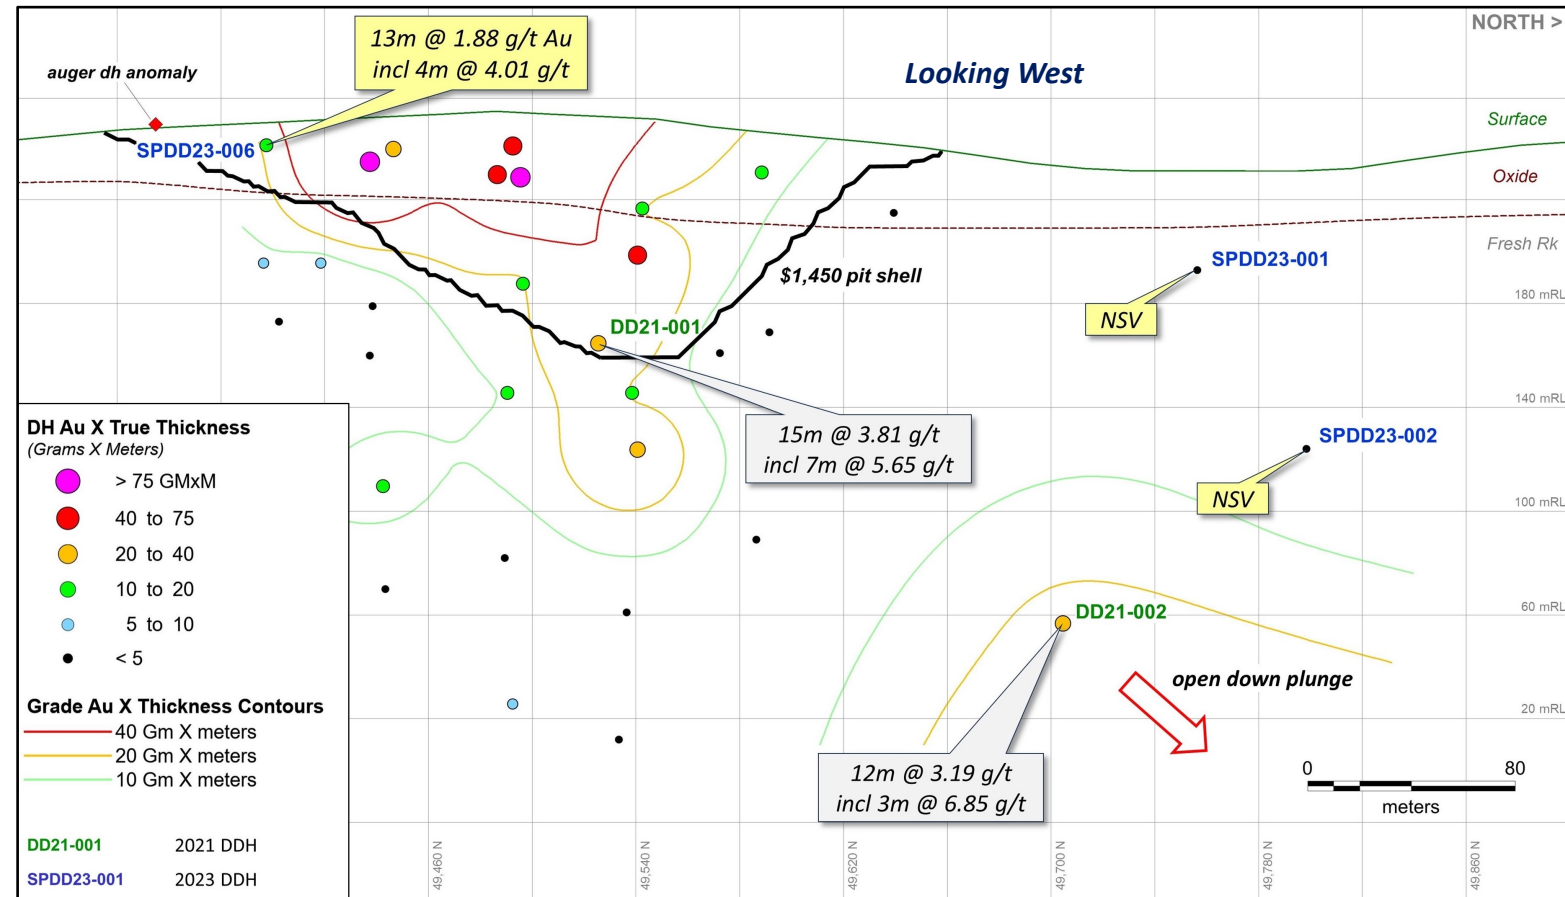 NORTH >
13m @ 1.88 g/t Au
incl 4m @ 4.01 g/t
Looking West
auger dh anomaly
Surface
SPDD23-006
Oxide
Fresh Rk
SPDD23-001
$1,450 pit shell
180 mRL
NSV
DD21-001
140 mRL
15m @ 3.81 g/t
incl 7m @ 5.65 g/t
SPDD23-002
NSV
100 mRL
DH Au X True Thickness
(Grams X Meters)
> 75 GMxM
40 to 75
20 to 40
10 to 20
5 to 10
< 5
DD21-002
60 mRL
open down plunge
20 mRL
Grade Au X Thickness Contours
40 Gm X meters
20 Gm X meters
10 Gm X meters
12m @ 3.19 g/t
incl 3m @ 6.85 g/t
0 80
meters
DD21-001 2021 DDH
SPDD23-001 2023 DDH
49,460 N
49,540 N
49,620 N
49,700 N
49,780 N
49,860 N